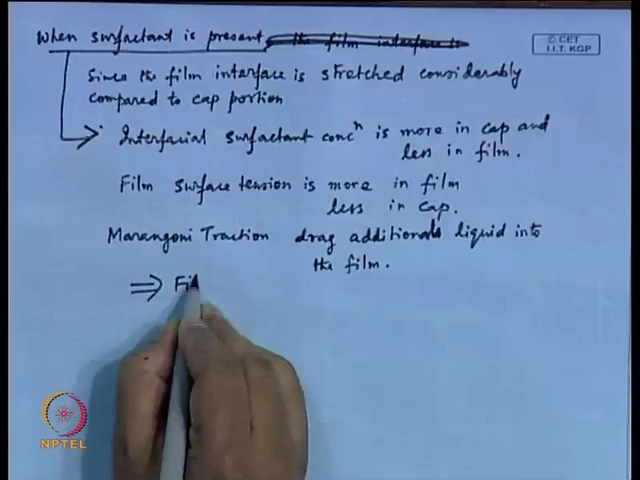 When surfactant is present
© CET
I.I.T. KGP
Since the film interface is stretched considerably
compared to cap portion
Interfacial surfactant concⁿ is more in cap and
less in film.
Film surface tension is more in film
less in cap.
Marangoni Traction drag additional liquid into
the film.
⇒ Fi
NPTEL